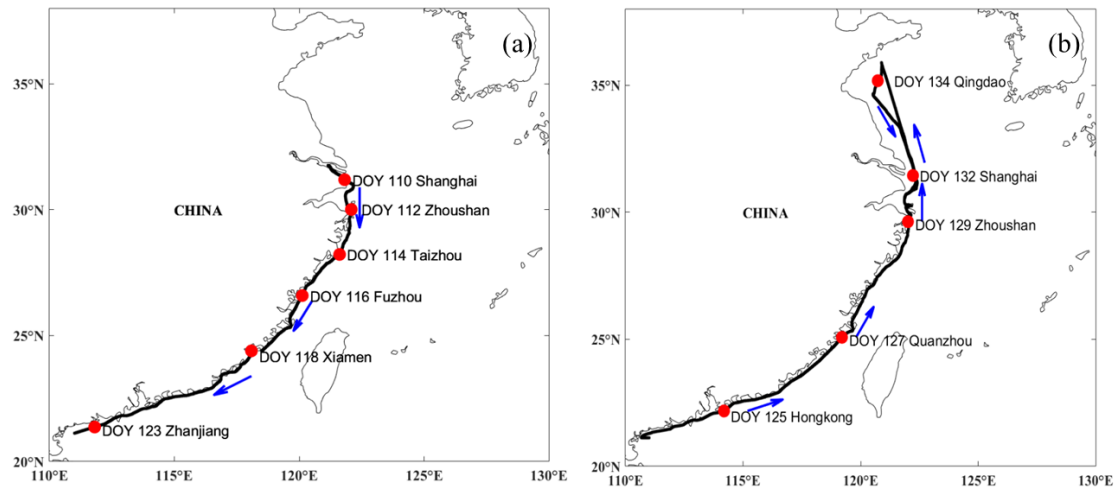 (a)
35°N
DOY 110 Shanghai
30°N
CHINA
DOY 112 Zhoushan
DOY 114 Taizhou
DOY 116 Fuzhou
25°N
DOY 118 Xiamen
DOY 123 Zhanjiang
20°N
110°E 115°E 120°E 125°E 130°E
(b)
35°N
DOY 134 Qingdao
DOY 132 Shanghai
30°N
CHINA
DOY 129 Zhoushan
25°N
DOY 127 Quanzhou
DOY 125 Hongkong
20°N
110°E 115°E 120°E 125°E 130°E